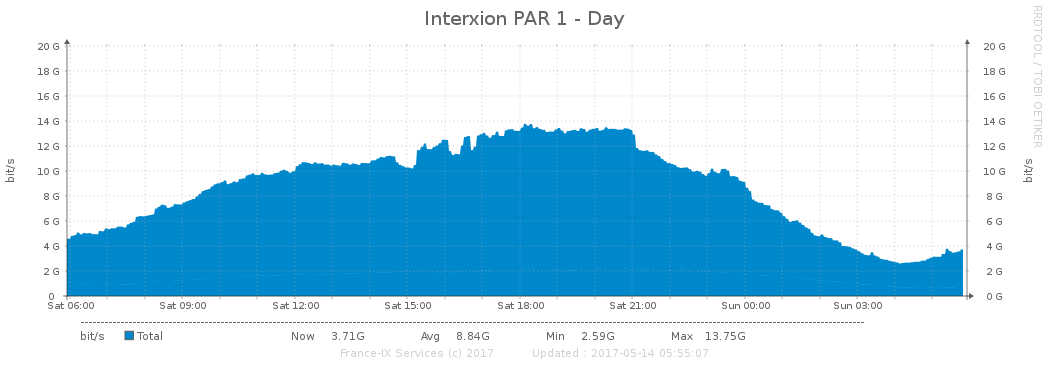 Interxion PAR 1 - Day
RRDTOOL / TOBI OETIKER
20 G 20 G
18 G 18 G
16 G 16 G
14 G 14 G
12 G 12 G
10 G 10 G
8 G 8 G
6 G 6 G
4 G 4 G
2 G 2 G
0 0 G
bit/s bit/s
Sat 06:00 Sat 09:00 Sat 12:00 Sat 15:00 Sat 18:00 Sat 21:00 Sun 00:00 Sun 03:00
bit/s Total Now 3.71G Avg 8.84G Min 2.59G Max 13.75G
France-IX Services (c) 2017 Updated : 2017-05-14 05:55:07